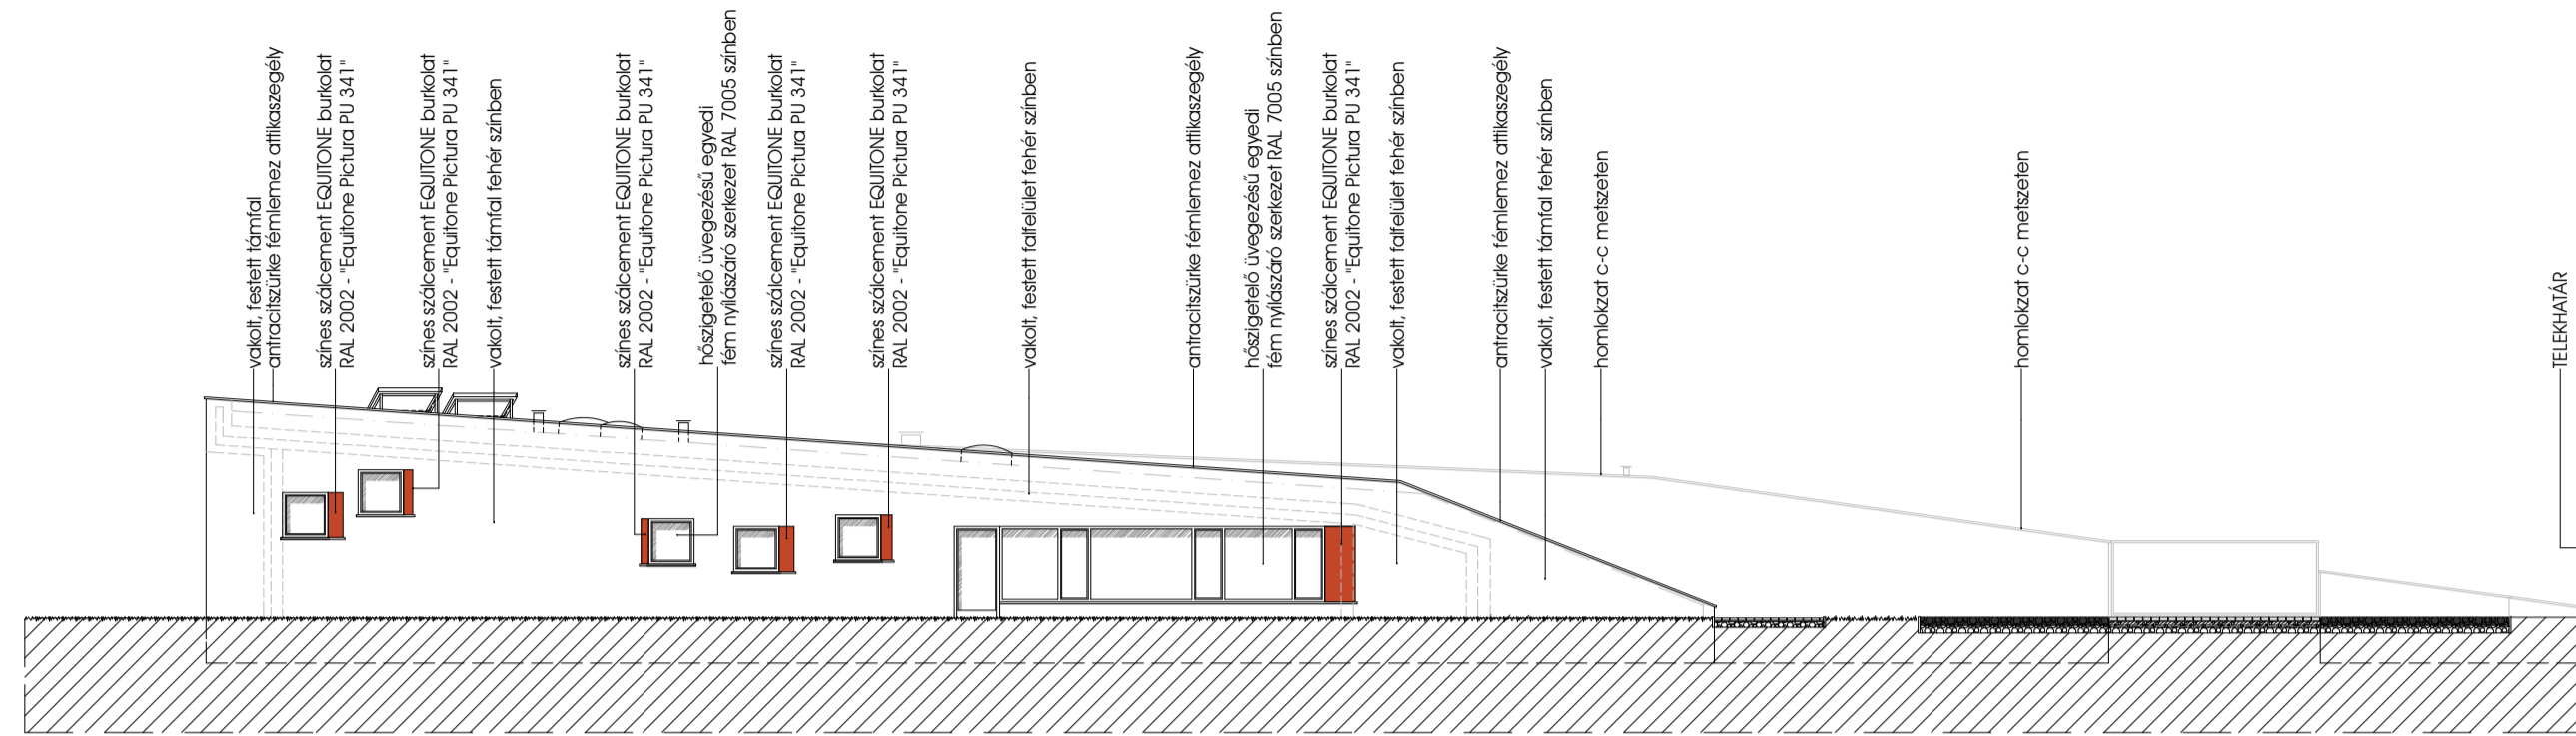 vakolt, festett támfal
antracitszürke fémlemez attikaszegély
színes szálcement EQUITONE burkolat
RAL 2002 - "Equitone Pictura PU 341"
színes szálcement EQUITONE burkolat
RAL 2002 - "Equitone Pictura PU 341"
vakolt, festett támfal fehér színben
színes szálcement EQUITONE burkolat
RAL 2002 - "Equitone Pictura PU 341"
hőszigetelő üvegezésű egyedi
fém nyílászáró szerkezet RAL 7005 színben
színes szálcement EQUITONE burkolat
RAL 2002 - "Equitone Pictura PU 341"
színes szálcement EQUITONE burkolat
RAL 2002 - "Equitone Pictura PU 341"
vakolt, festett falfelület fehér színben
antracitszürke fémlemez attikaszegély
hőszigetelő üvegezésű egyedi
fém nyílászáró szerkezet RAL 7005 színben
színes szálcement EQUITONE burkolat
RAL 2002 - "Equitone Pictura PU 341"
vakolt, festett falfelület fehér színben
antracitszürke fémlemez attikaszegély
vakolt, festett támfal fehér színben
homlokzat c-c metszeten
homlokzat c-c metszeten
TELEKHATÁR